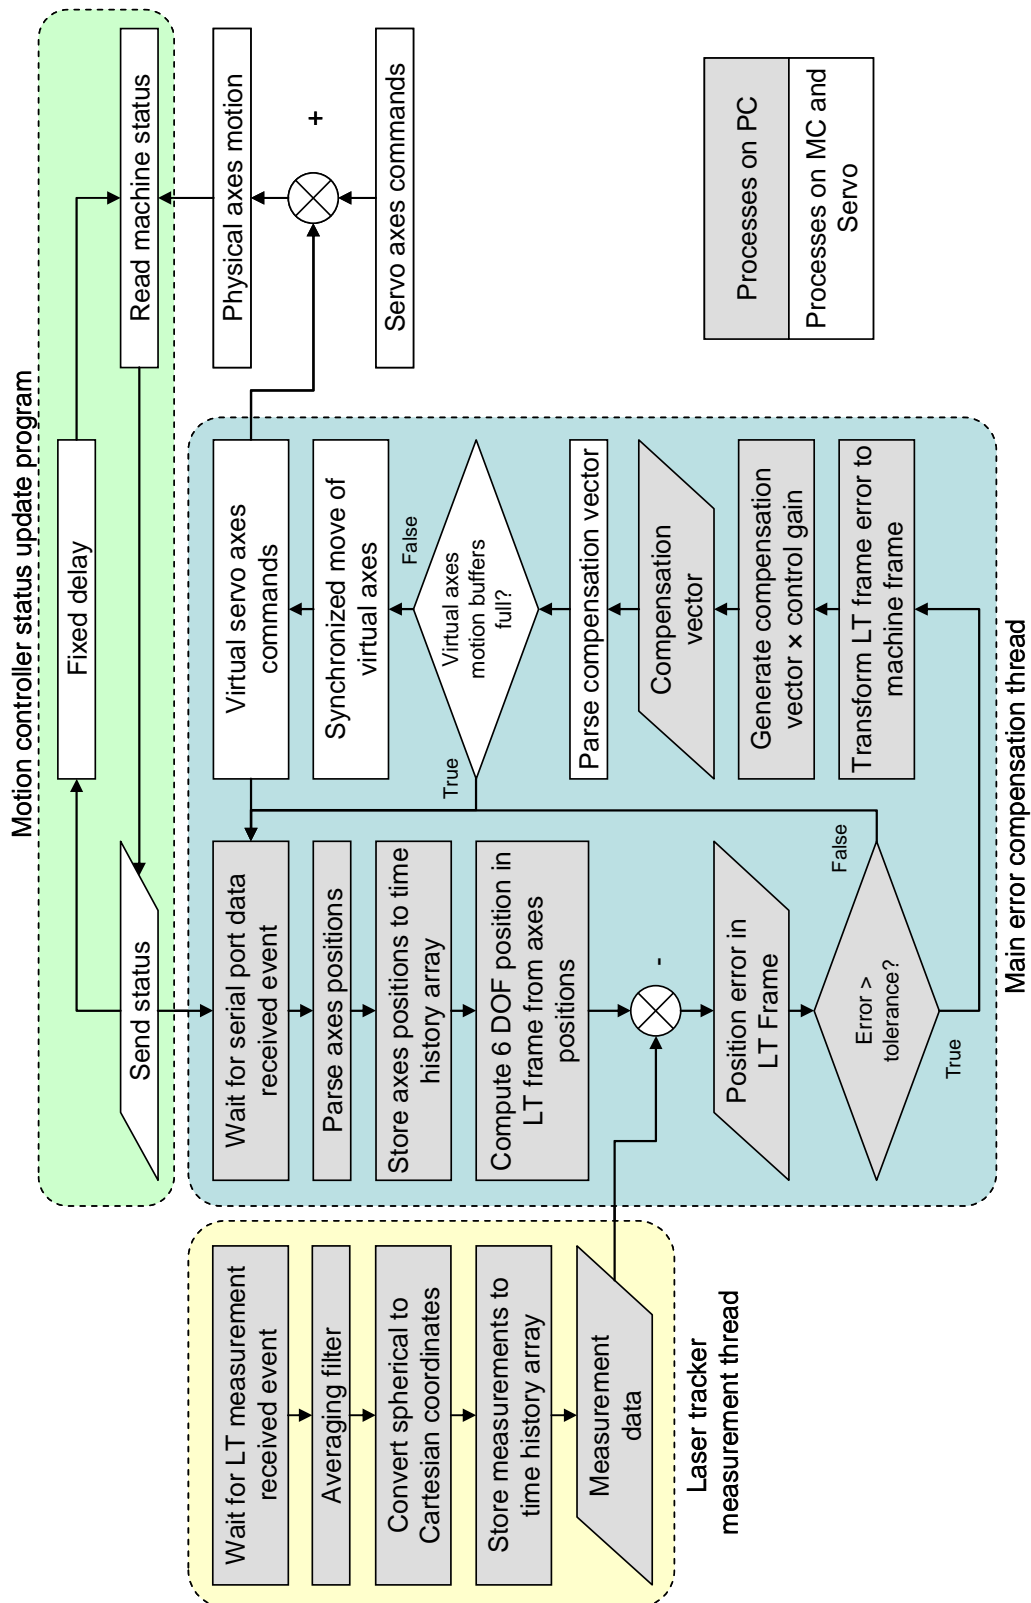 Motion controller status update program
Send status
Fixed delay
Read machine status
Wait for LT measurement
received event
Averaging filter
Convert spherical to
Cartesian coordinates
Store measurements to
time history array
Measurement
data
Laser tracker
measurement thread
Wait for serial port data
received event
Parse axes positions
Store axes positions to time
history array
Compute 6 DOF position in
LT frame from axes
positions
-
Position error in
LT Frame
Error >
tolerance?
True
False
Virtual servo axes
commands
Synchronized move of
virtual axes
False
Virtual axes
motion buffers
full?
True
Parse compensation vector
Compensation
vector
Generate compensation
vector × control gain
Transform LT frame error to
machine frame
Main error compensation thread
Physical axes motion
+
Servo axes commands
Processes on PC
Processes on MC and
Servo